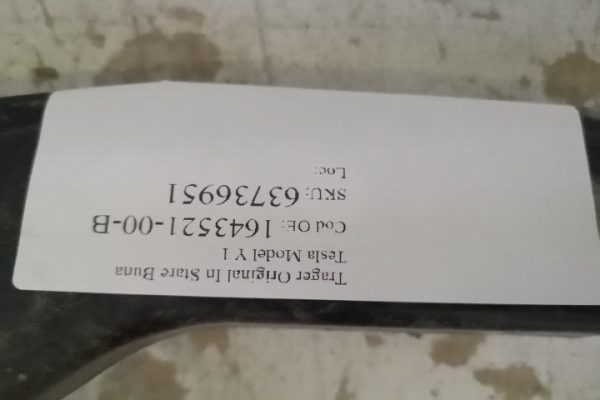 Trager Original In Stare Buna
Tesla Model Y 1
Cod OE: 1643521-00-B
SKU: 63736951
Loc: